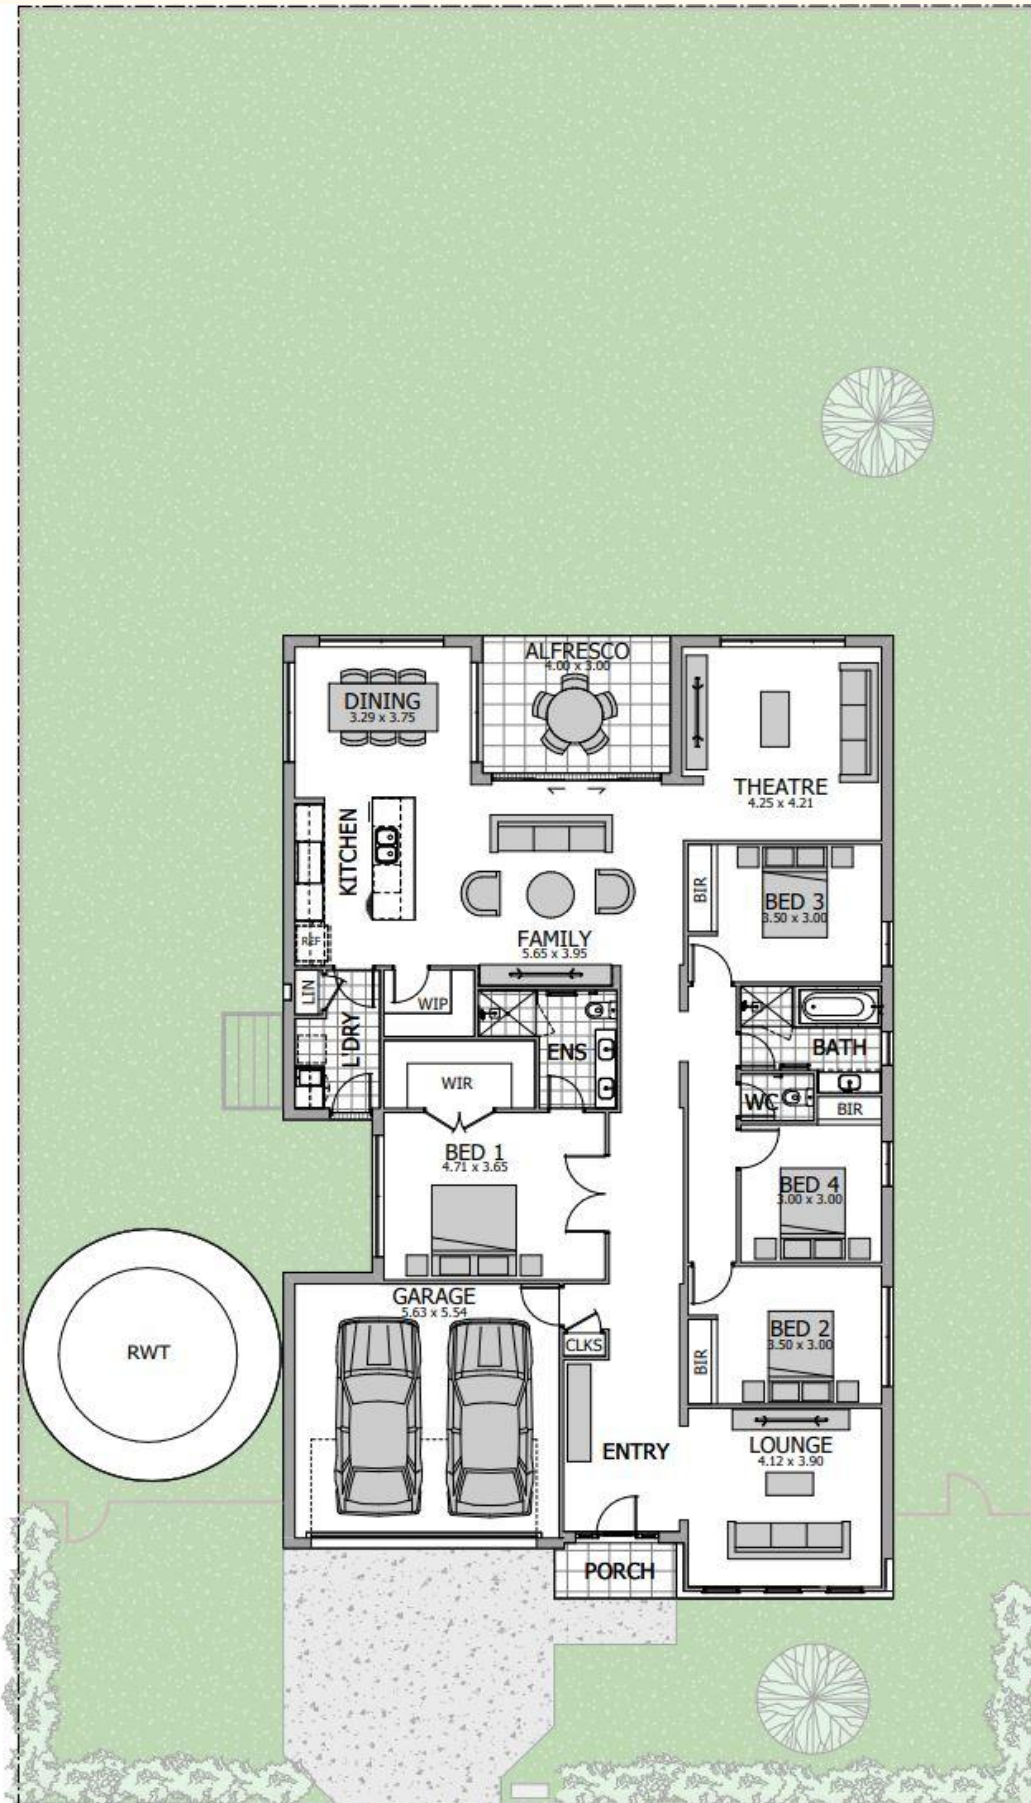 ALFRESCO
4.00 x 3.00
DINING
3.29 x 3.75
THEATRE
4.25 x 4.21
KITCHEN
BIR
BED 3
3.50 x 3.00
REF
FAMILY
5.65 x 3.95
LIN
WIP
L'DRY
ENS
BATH
WIR
WC
BIR
BED 1
4.71 x 3.65
BED 4
3.00 x 3.00
GARAGE
5.63 x 5.54
RWT
CLKS
BIR
BED 2
3.50 x 3.00
ENTRY
LOUNGE
4.12 x 3.90
PORCH